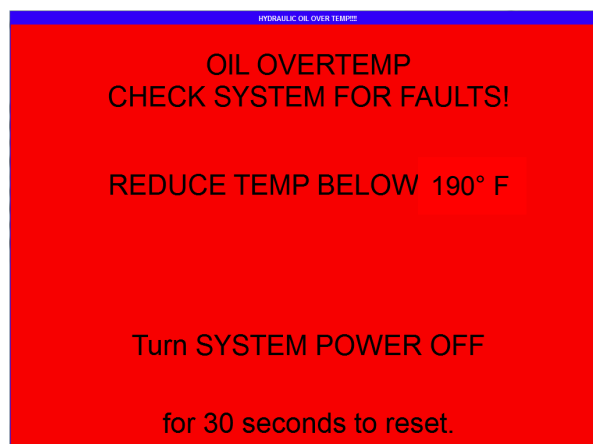 HYDRAULIC OIL OVER TEMP!!!!
OIL OVERTEMP
CHECK SYSTEM FOR FAULTS!
REDUCE TEMP BELOW 190° F
Turn SYSTEM POWER OFF
for 30 seconds to reset.